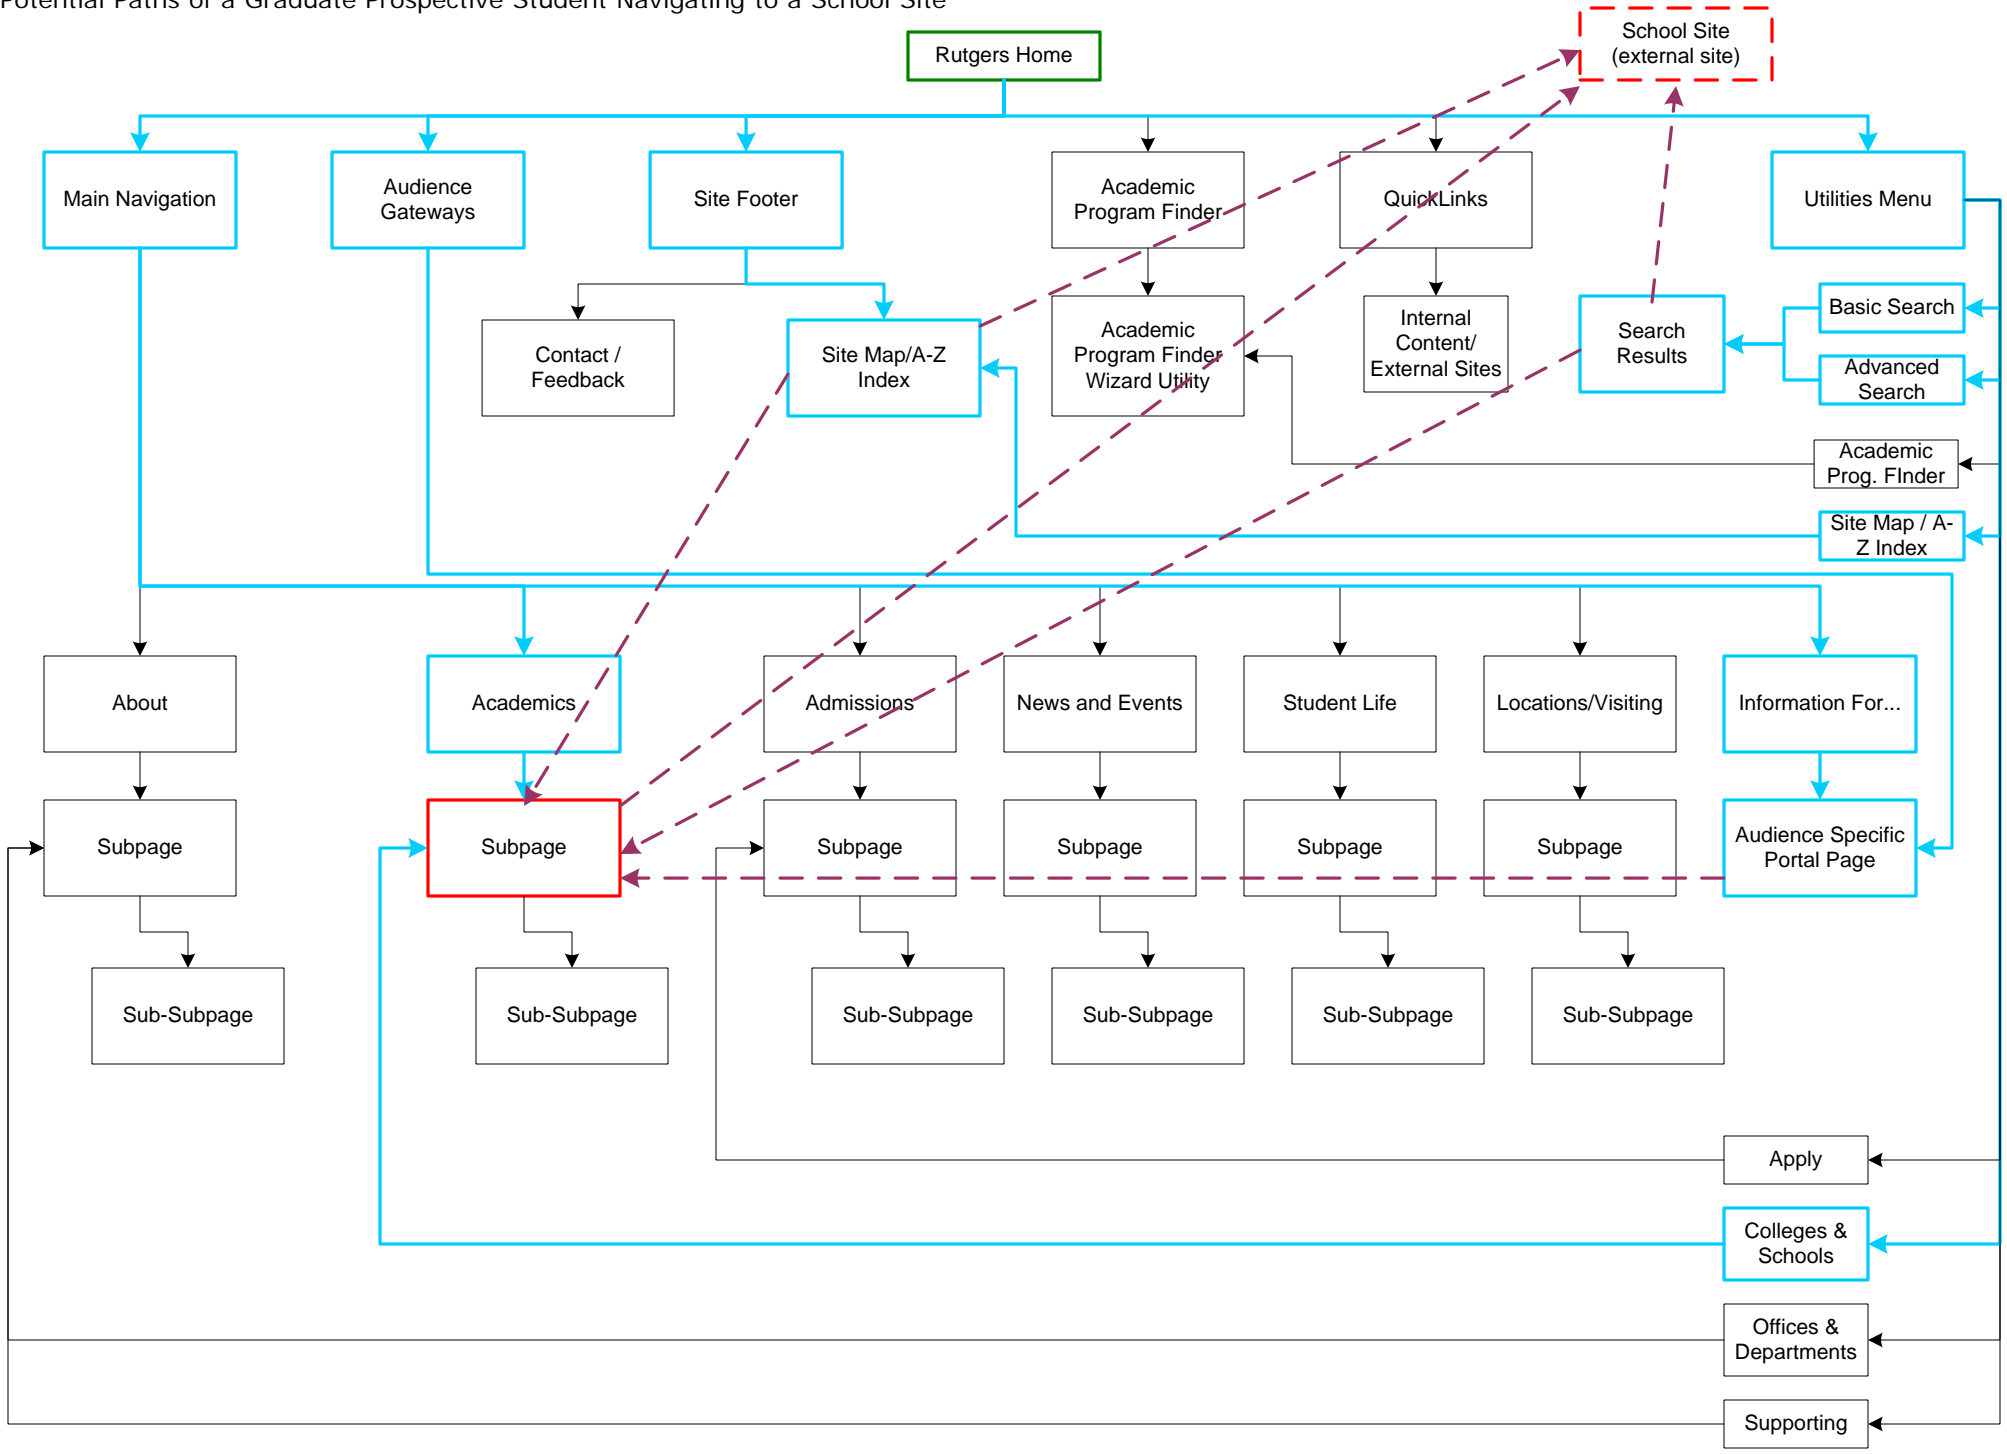 Potential Paths of a Graduate Prospective Student Navigating to a School Site
School Site
(external site)
Rutgers Home
Main Navigation
Audience
Gateways
Site Footer
Academic
Program Finder
QuickLinks
Utilities Menu
Contact /
Feedback
Site Map/A-Z
Index
Academic
Program Finder
Wizard Utility
Internal
Content/
External Sites
Search
Results
Basic Search
Advanced
Search
Academic
Prog. FInder
Site Map / A-
Z Index
About
Academics
Admissions
News and Events
Student Life
Locations/Visiting
Information For...
Subpage
Subpage
Subpage
Subpage
Subpage
Subpage
Audience Specific
Portal Page
Sub-Subpage
Sub-Subpage
Sub-Subpage
Sub-Subpage
Sub-Subpage
Sub-Subpage
Apply
Colleges &
Schools
Offices &
Departments
Supporting